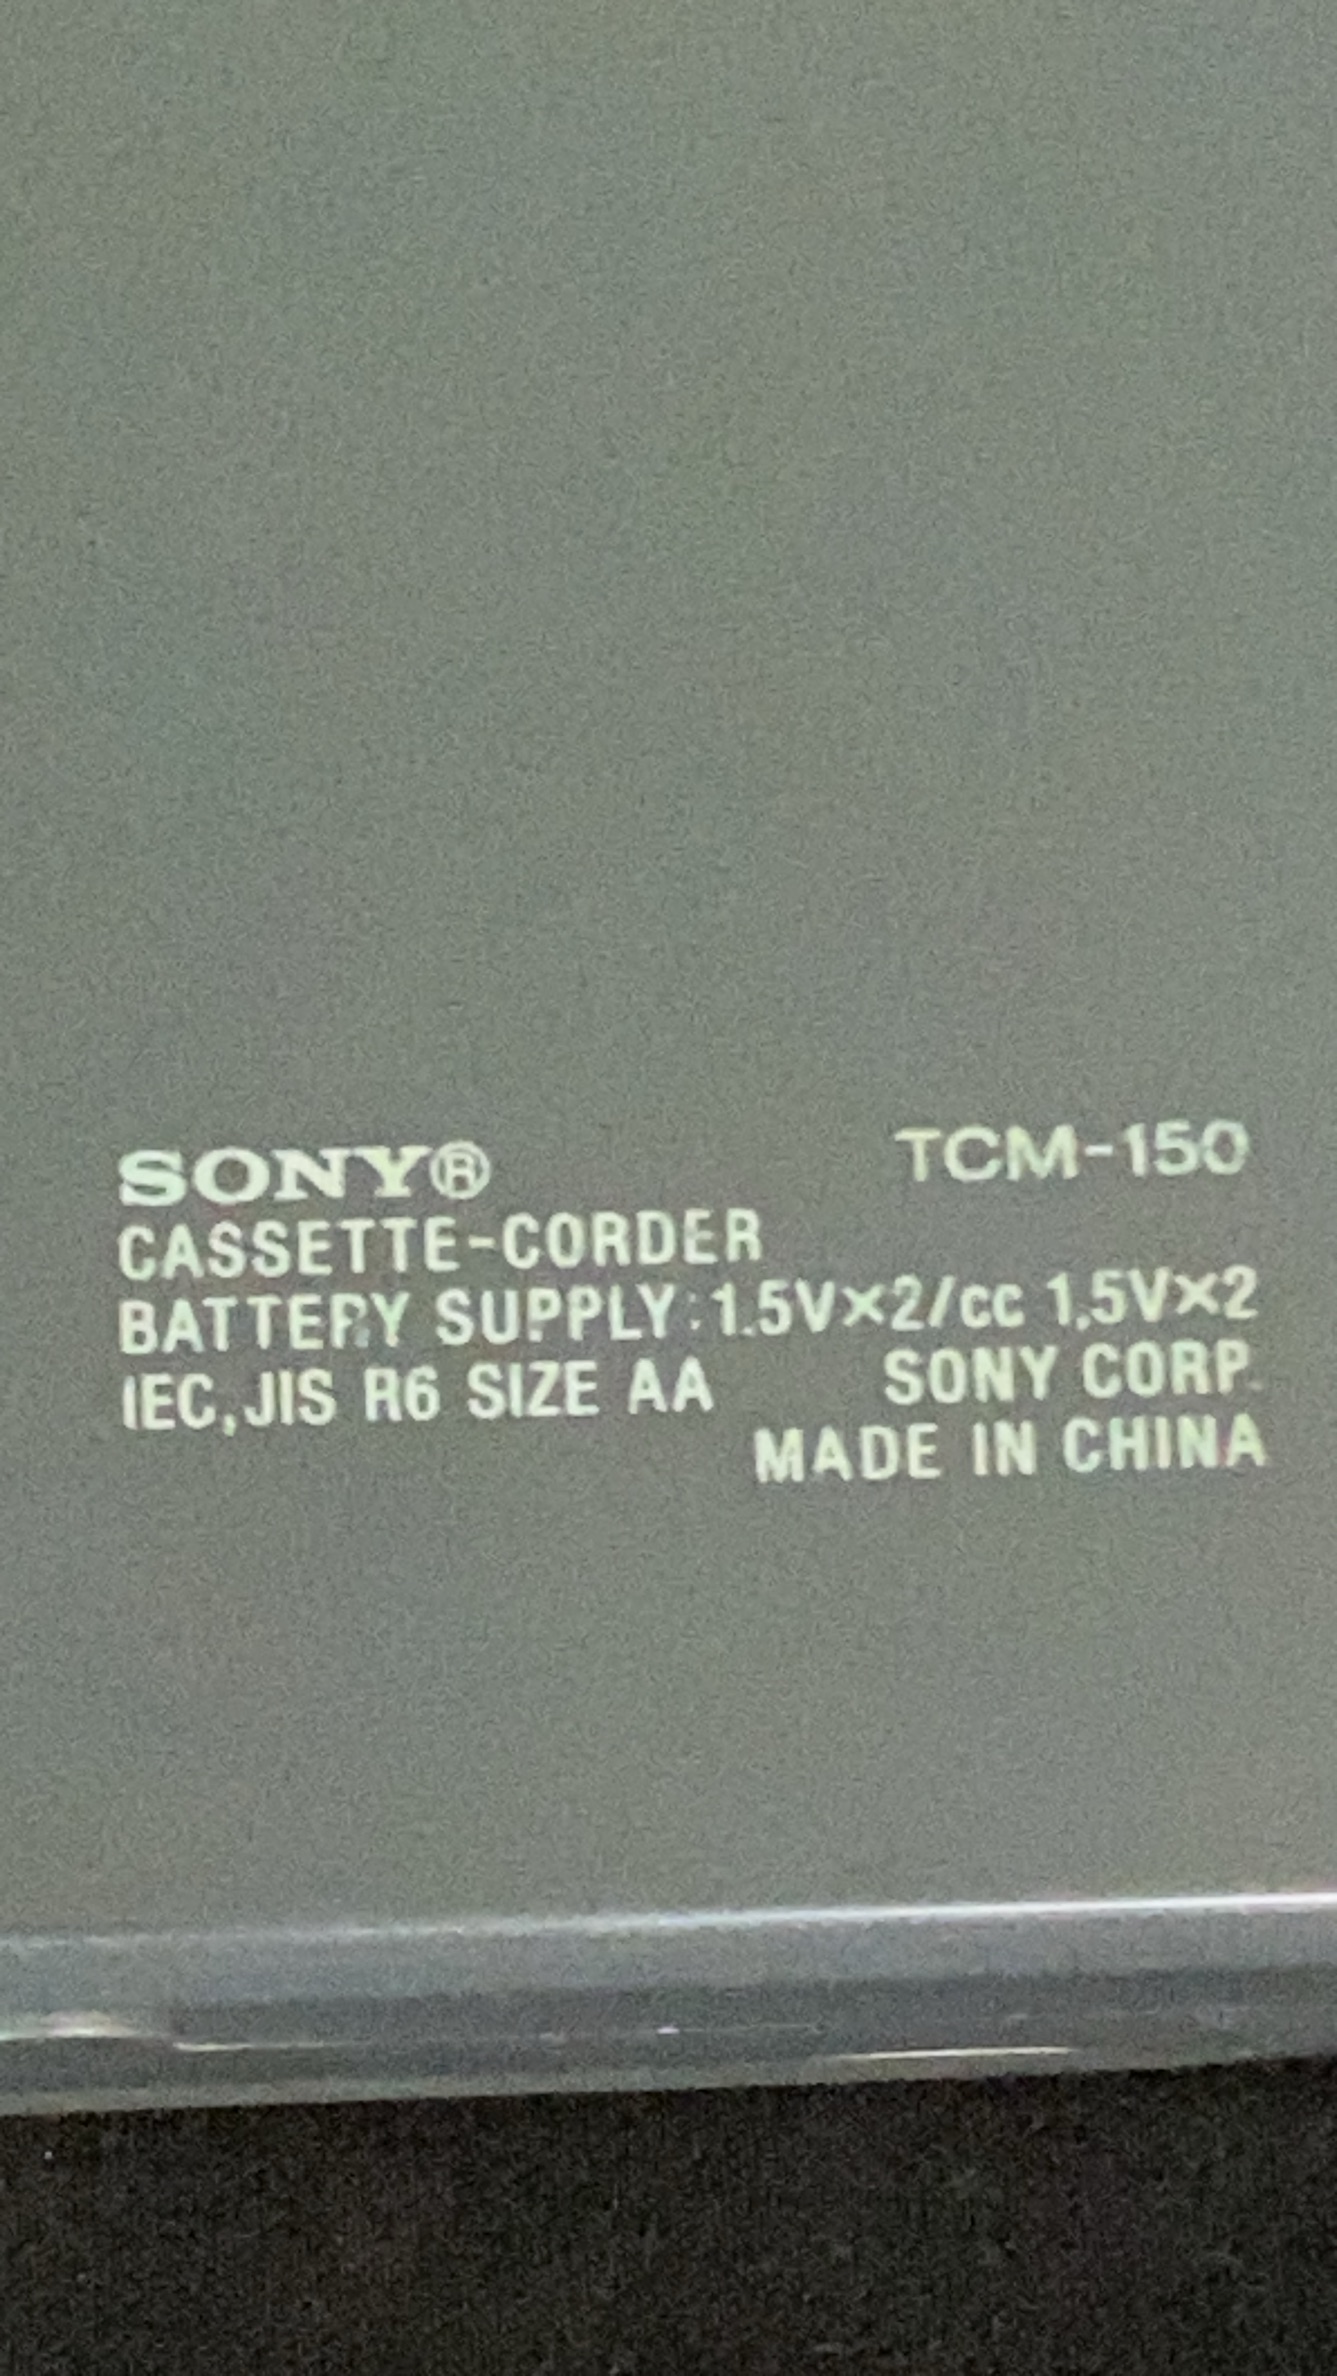 SONY® TCM-150
CASSETTE-CORDER
BATTERY SUPPLY:1.5V×2/cc 1,5V×2
IEC,JIS R6 SIZE AA SONY CORP.
MADE IN CHINA